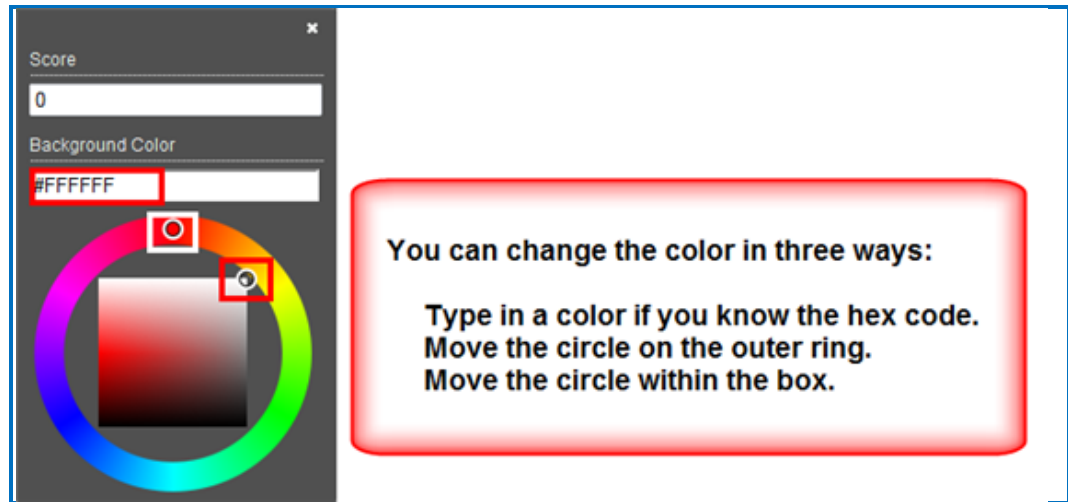 Score
0
Background Color
#FFFFFF
You can change the color in three ways:
Type in a color if you know the hex code.
Move the circle on the outer ring.
Move the circle within the box.